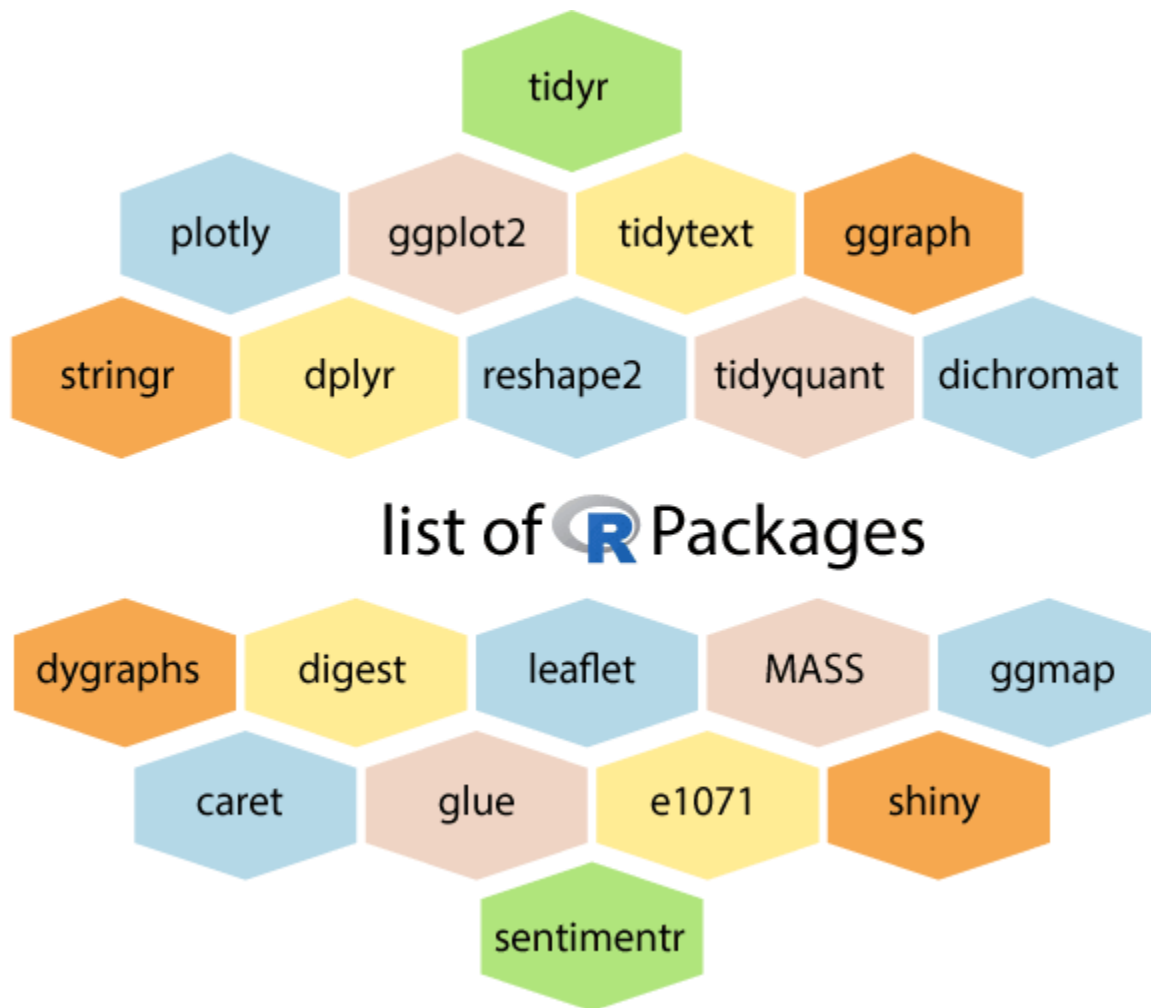 tidyr
plotly ggplot2 tidytext ggraph
stringr dplyr reshape2 tidyquant dichromat
list of R Packages
dygraphs digest leaflet MASS ggmap
caret glue e1071 shiny
sentimentr